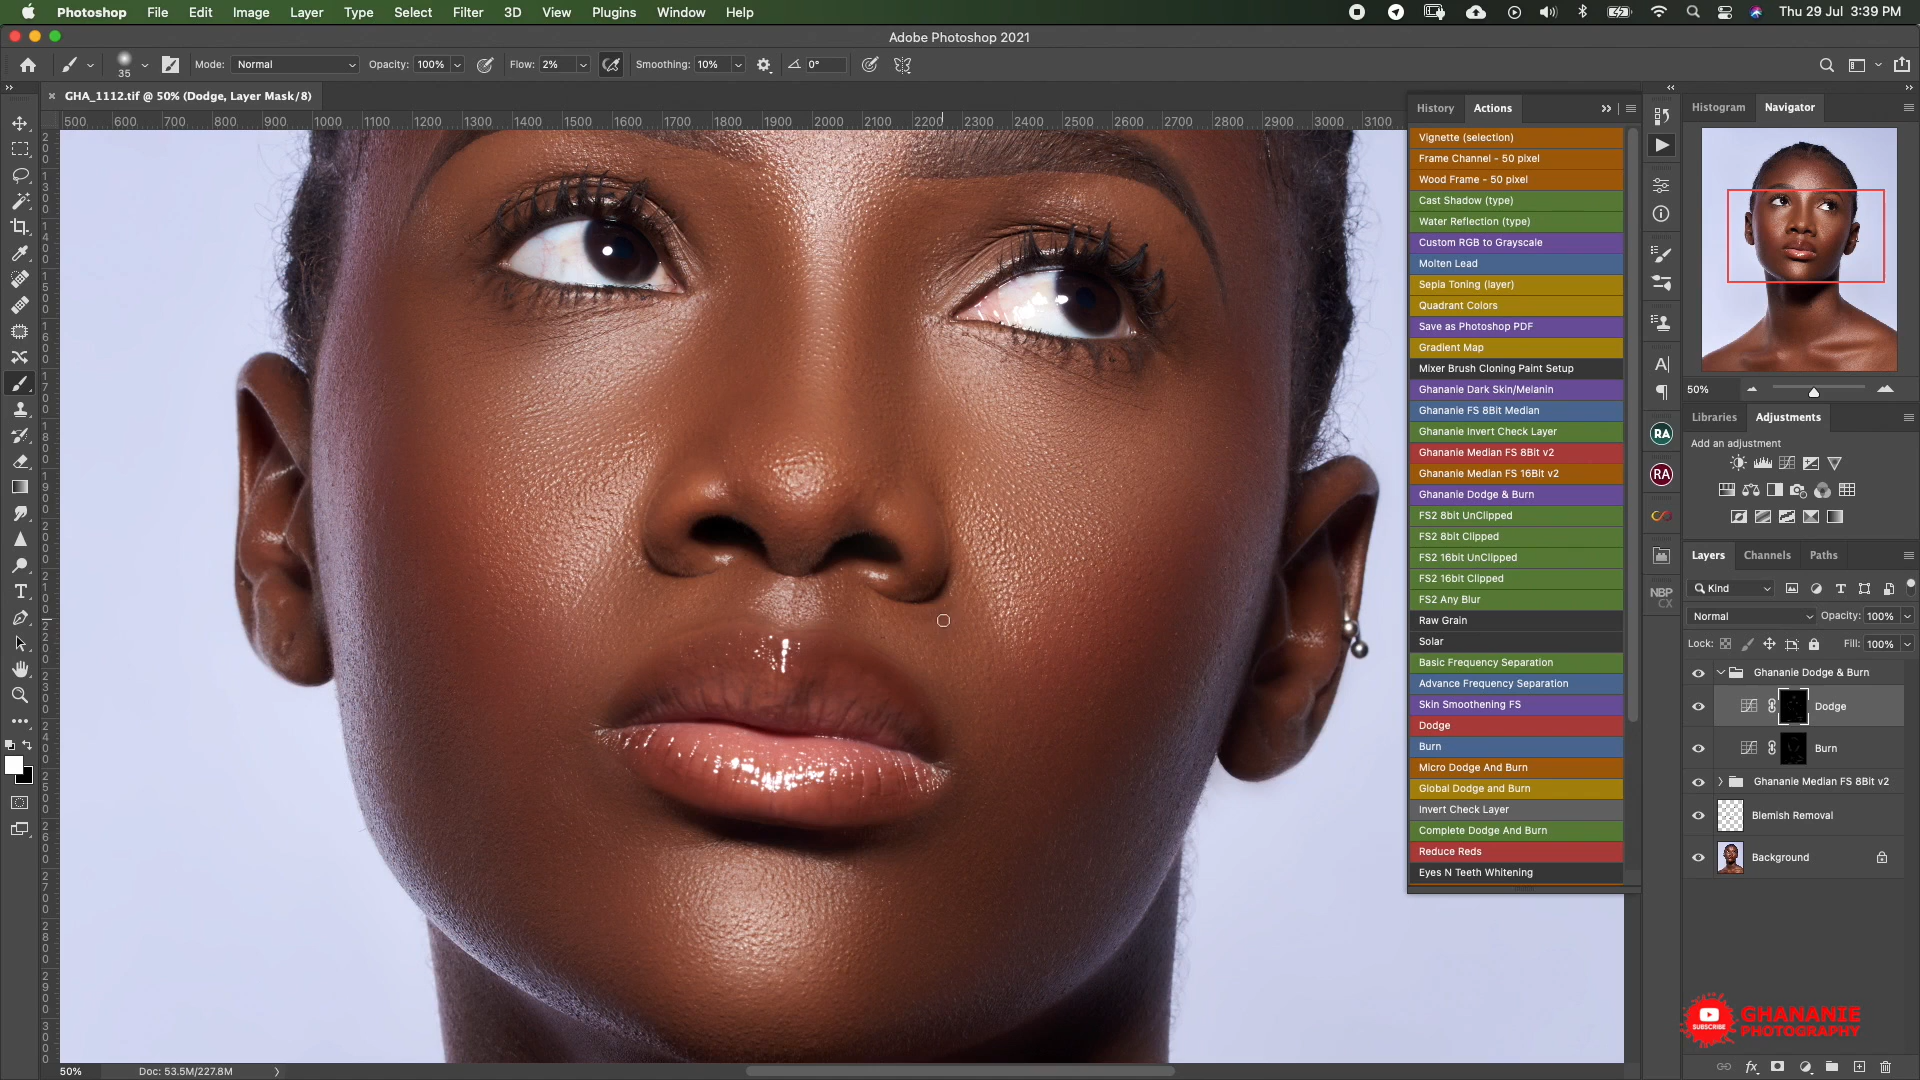 Photoshop File Edit Image Layer Type Select Filter 3D View Plugins Window Help Thu 29 Jul 3:39 PM
Adobe Photoshop 2021
35 Mode: Normal Opacity: 100% Flow: 2% Smoothing: 10% 0°
GHA_1112.tif @ 50% (Dodge, Layer Mask/8)
500 600 700 800 900 1000 1100 1200 1300 1400 1500 1600 1700 1800 1900 2000 2100 2200 2300 2400 2500 2600 2700 2800 2900 3000 3100
History Actions
Vignette (selection)
Frame Channel - 50 pixel
Wood Frame - 50 pixel
Cast Shadow (type)
Water Reflection (type)
Custom RGB to Grayscale
Molten Lead
Sepia Toning (layer)
Quadrant Colors
Save as Photoshop PDF
Gradient Map
Mixer Brush Cloning Paint Setup
Ghananie Dark Skin/Melanin
Ghananie FS 8Bit Median
Ghananie Invert Check Layer
Ghananie Median FS 8Bit v2
Ghananie Median FS 16Bit v2
Ghananie Dodge & Burn
FS2 8bit UnClipped
FS2 8bit Clipped
FS2 16bit UnClipped
FS2 16bit Clipped
FS2 Any Blur
Raw Grain
Solar
Basic Frequency Separation
Advance Frequency Separation
Skin Smoothening FS
Dodge
Burn
Micro Dodge And Burn
Global Dodge and Burn
Invert Check Layer
Complete Dodge And Burn
Reduce Reds
Eyes N Teeth Whitening
RA
RA
NBP
CX
Histogram Navigator
50%
Libraries Adjustments
Add an adjustment
Layers Channels Paths
Kind
Normal Opacity: 100%
Lock: Fill: 100%
Ghananie Dodge & Burn
Dodge
Burn
Ghananie Median FS 8Bit v2
Blemish Removal
Background
SUBSCRIBE
GHANANIE
PHOTOGRAPHY
50% Doc: 53.5M/227.8M